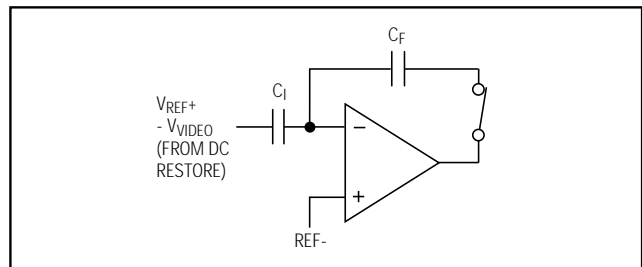 CF
CI
VREF+
- VVIDEO
(FROM DC
RESTORE)
−
+
REF-